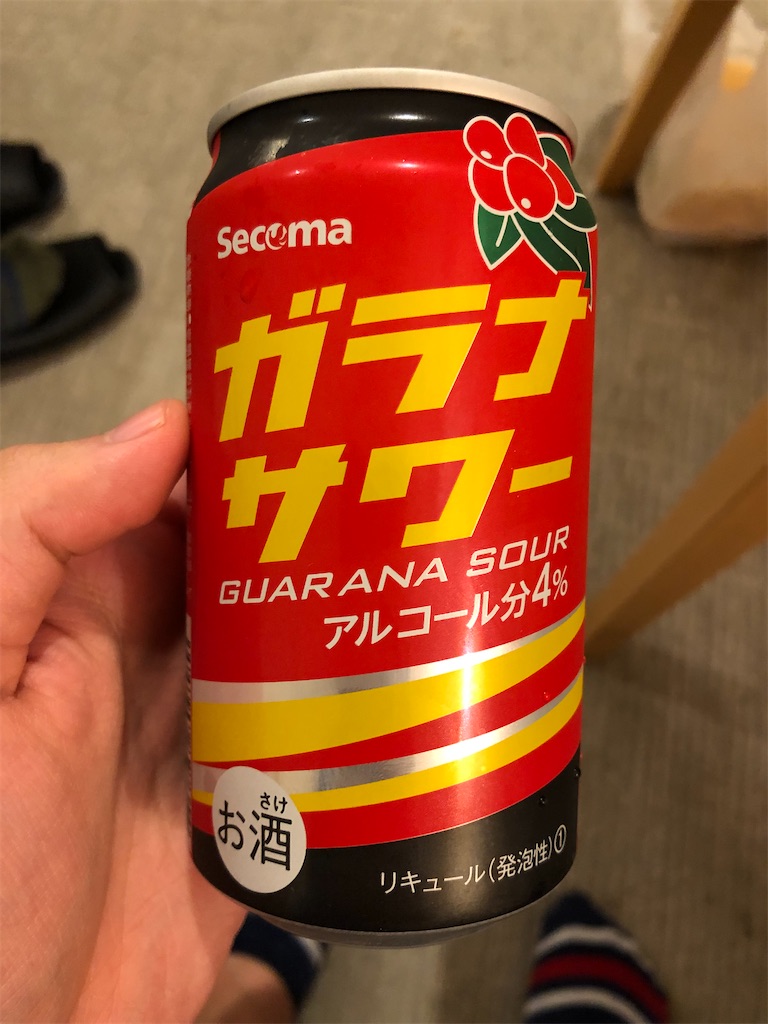 Secoma
ガラナ
サワー
GUARANA SOUR
アルコール分4%
さけ
お酒
リキュール(発泡性)①